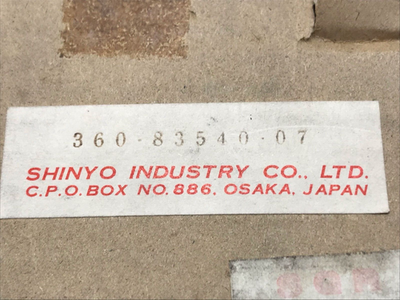 360-83540-07
SHINYO INDUSTRY CO., LTD.
C.P.O. BOX NO. 886, OSAKA, JAPAN